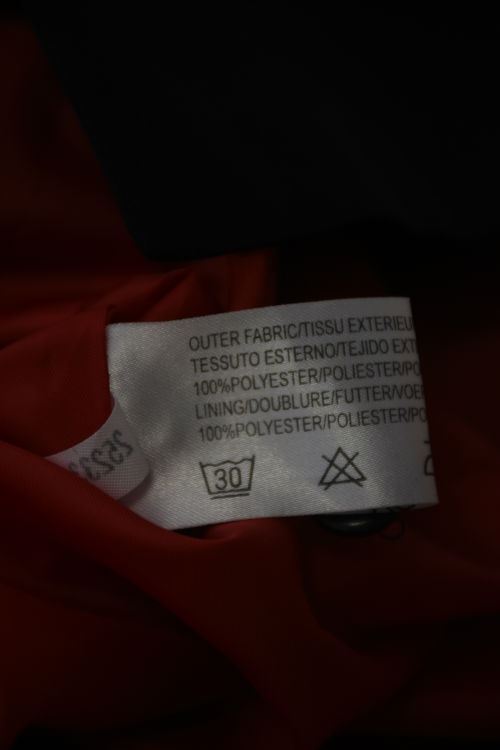 OUTER FABRIC/TISSU EXTERIEU
TESSUTO ESTERNO/TEJIDO EXT
100%POLYESTER/POLIESTER/PO
LINING/DOUBLURE/FUTTER/VOE
100%POLYESTER/POLIESTER/PO
30